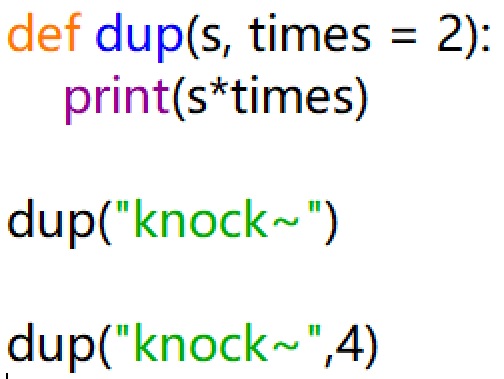 def dup(s, times = 2):
    print(s*times)
dup("knock~")
dup("knock~",4)